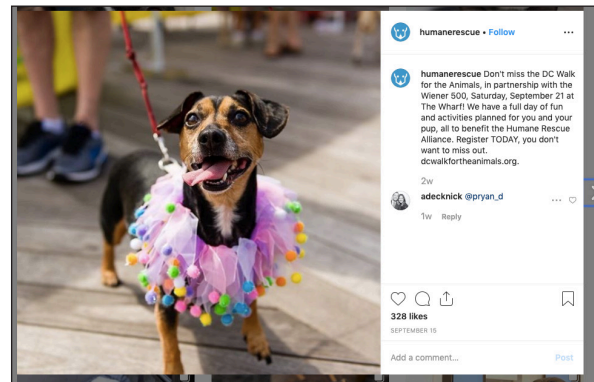 humanerescue • Follow
humanerescue Don't miss the DC Walk
for the Animals, in partnership with the
Wiener 500, Saturday, September 21 at
The Wharf! We have a full day of fun
and activities planned for you and your
pup, all to benefit the Humane Rescue
Alliance. Register TODAY, you don't
want to miss out.
dcwalkfortheanimals.org.
2w
adecknick @pryan_d
1w Reply
328 likes
SEPTEMBER 15
Add a comment... Post